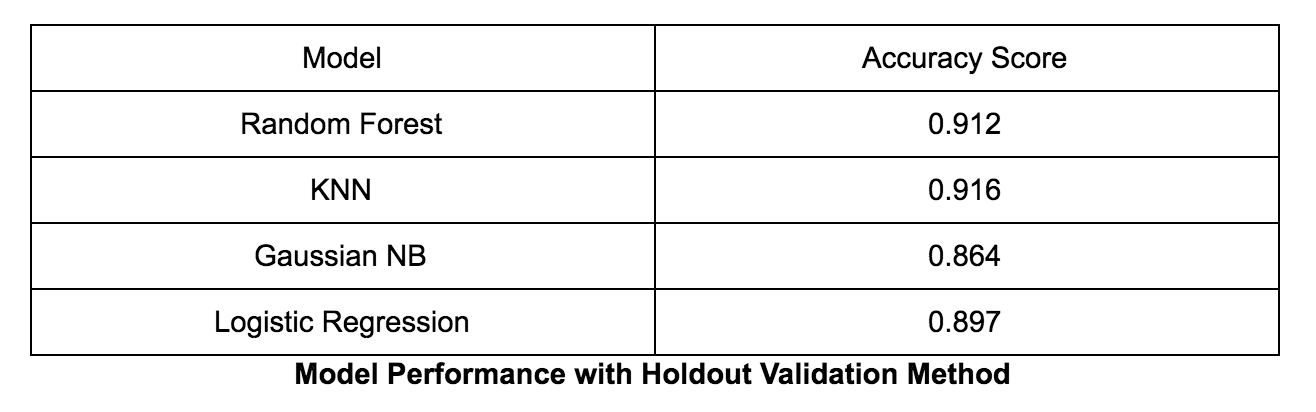 Model Accuracy Score
Random Forest 0.912
KNN 0.916
Gaussian NB 0.864
Logistic Regression 0.897
Model Performance with Holdout Validation Method